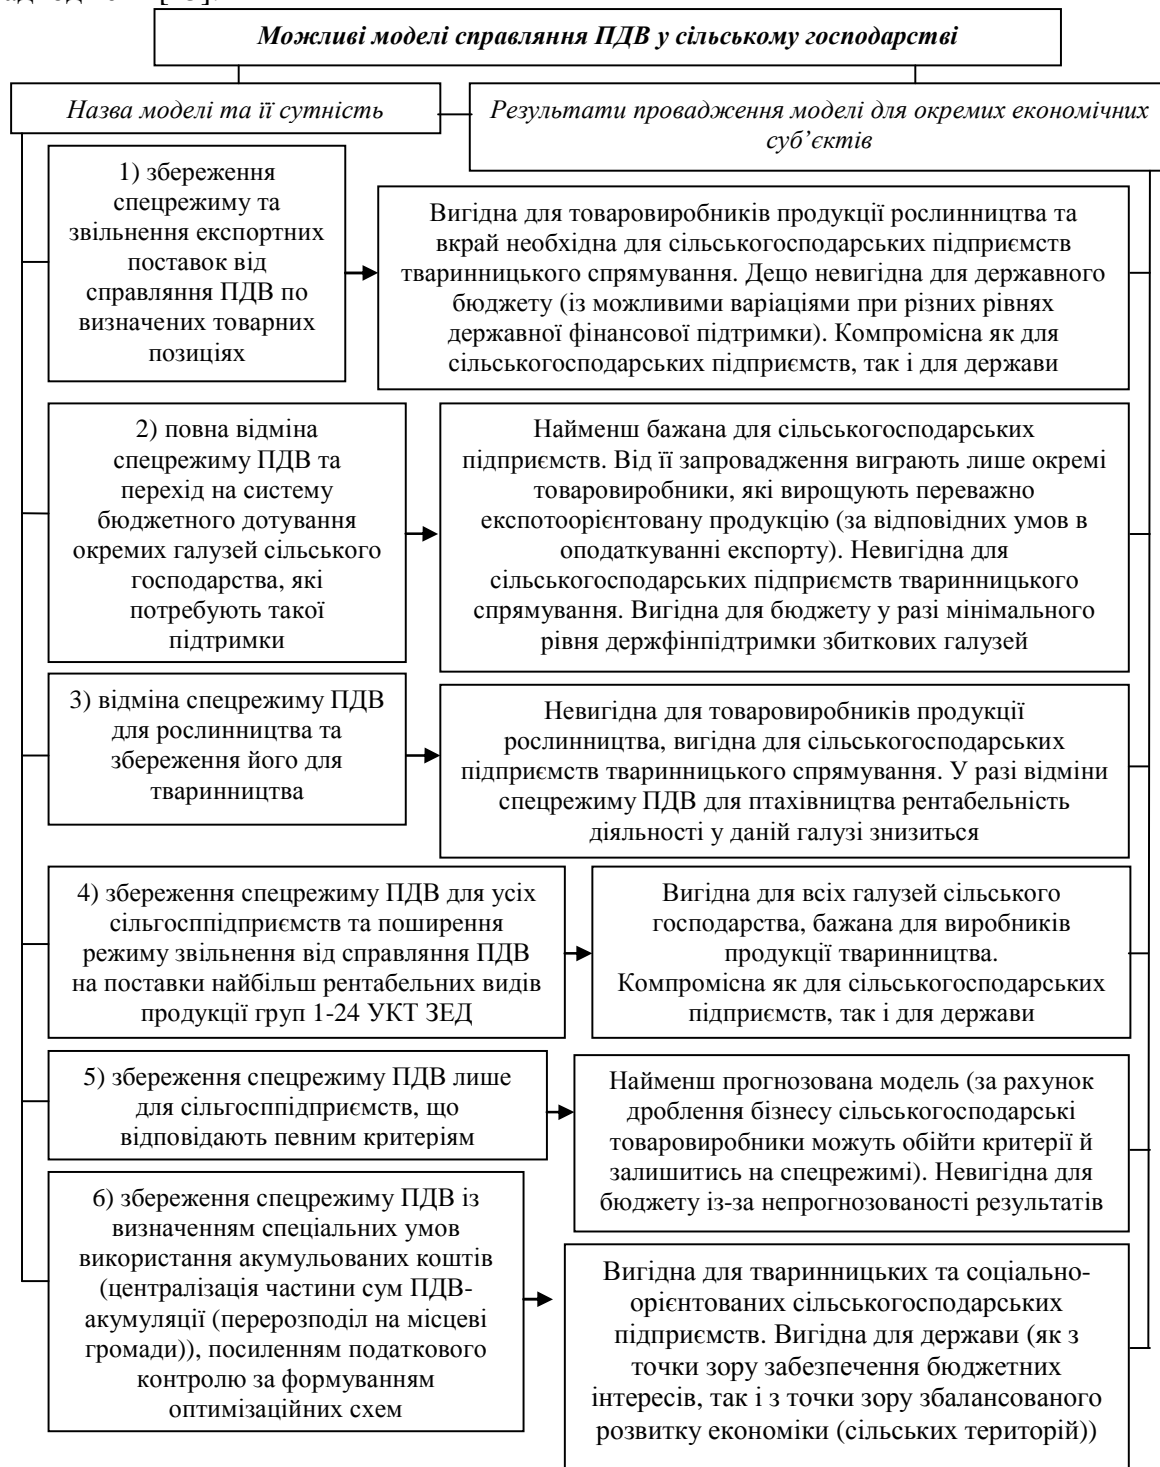 Можливі моделі справляння ПДВ у сільському господарстві
Назва моделі та її сутність
Результати провадження моделі для окремих економічних
суб’єктів
1) збереження
спецрежиму та
звільнення експортних
поставок від
справляння ПДВ по
визначених товарних
позиціях
Вигідна для товаровиробників продукції рослинництва та
вкрай необхідна для сільськогосподарських підприємств
тваринницького спрямування. Дещо невигідна для державного
бюджету (із можливими варіаціями при різних рівнях
державної фінансової підтримки). Компромісна як для
сільськогосподарських підприємств, так і для держави
2) повна відміна
спецрежиму ПДВ та
перехід на систему
бюджетного дотування
окремих галузей сільського
господарства, які
потребують такої
підтримки
Найменш бажана для сільськогосподарських
підприємств. Від її запровадження виграють лише окремі
товаровиробники, які вирощують переважно
експотоорієнтовану продукцію (за відповідних умов в
оподаткуванні експорту). Невигідна для
сільськогосподарських підприємств тваринницького
спрямування. Вигідна для бюджету у разі мінімального
рівня держфінпідтримки збиткових галузей
3) відміна спецрежиму ПДВ
для рослинництва та
збереження його для
тваринництва
Невигідна для товаровиробників продукції
рослинництва, вигідна для сільськогосподарських
підприємств тваринницького спрямування. У разі відміни
спецрежиму ПДВ для птахівництва рентабельність
діяльності у даній галузі знизиться
4) збереження спецрежиму ПДВ для усіх
сільгосппідприємств та поширення
режиму звільнення від справляння ПДВ
на поставки найбільш рентабельних видів
продукції груп 1-24 УКТ ЗЕД
Вигідна для всіх галузей сільського
господарства, бажана для виробників
продукції тваринництва.
Компромісна як для сільськогосподарських
підприємств, так і для держави
5) збереження спецрежиму ПДВ лише
для сільгосппідприємств, що
відповідають певним критеріям
Найменш прогнозована модель (за рахунок
дроблення бізнесу сільськогосподарські
товаровиробники можуть обійти критерії й
залишитись на спецрежимі). Невигідна для
бюджету із-за непрогнозованості результатів
6) збереження спецрежиму ПДВ із
визначенням спеціальних умов
використання акумульованих коштів
(централізація частини сум ПДВ-
акумуляції (перерозподіл на місцеві
громади)), посиленням податкового
контролю за формуванням
оптимізаційних схем
Вигідна для тваринницьких та соціально-
орієнтованих сільськогосподарських
підприємств. Вигідна для держави (як з
точки зору забезпечення бюджетних
інтересів, так і з точки зору збалансованого
розвитку економіки (сільських територій))